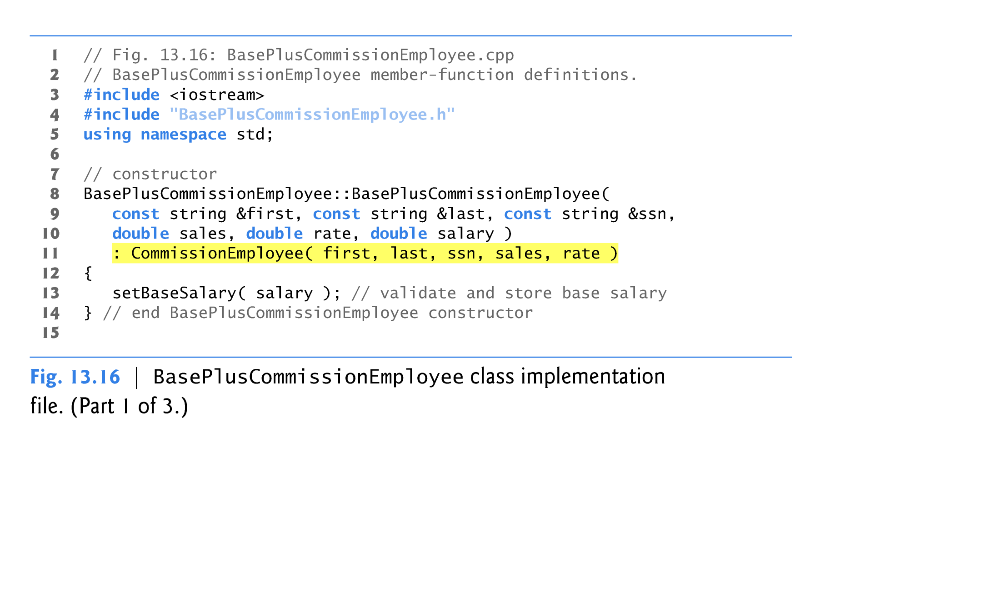 1 // Fig. 13.16: BasePlusCommissionEmployee.cpp
2 // BasePlusCommissionEmployee member-function definitions.
3 #include <iostream>
4 #include "BasePlusCommissionEmployee.h"
5 using namespace std;
6
7 // constructor
8 BasePlusCommissionEmployee::BasePlusCommissionEmployee(
9    const string &first, const string &last, const string &ssn,
10    double sales, double rate, double salary )
11    : CommissionEmployee( first, last, ssn, sales, rate )
12 {
13    setBaseSalary( salary ); // validate and store base salary
14 } // end BasePlusCommissionEmployee constructor
15
Fig. 13.16 | BasePlusCommissionEmployee class implementation
file. (Part 1 of 3.)